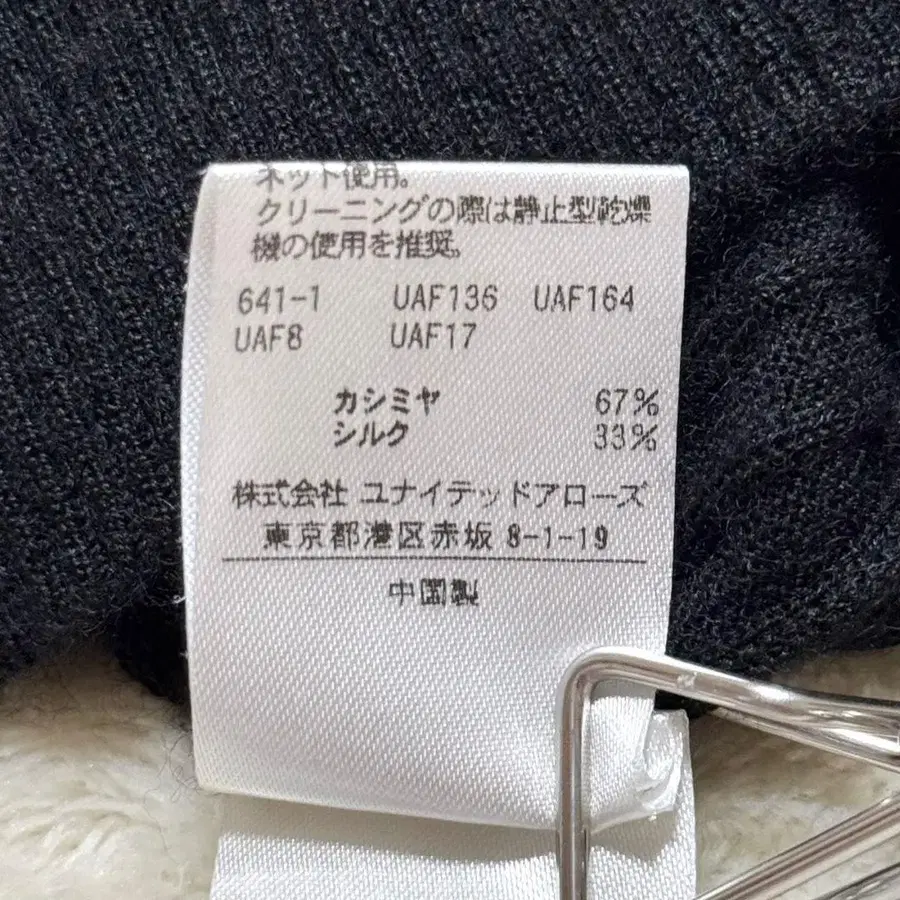 ネット使用。
クリーニングの際は静止型乾燥
機の使用を推奨。
641-1 UAF136 UAF164
UAF8 UAF17
カシミヤ 67%
シルク 33%
株式会社 ユナイテッドアローズ
東京都港区赤坂 8-1-19
中国製